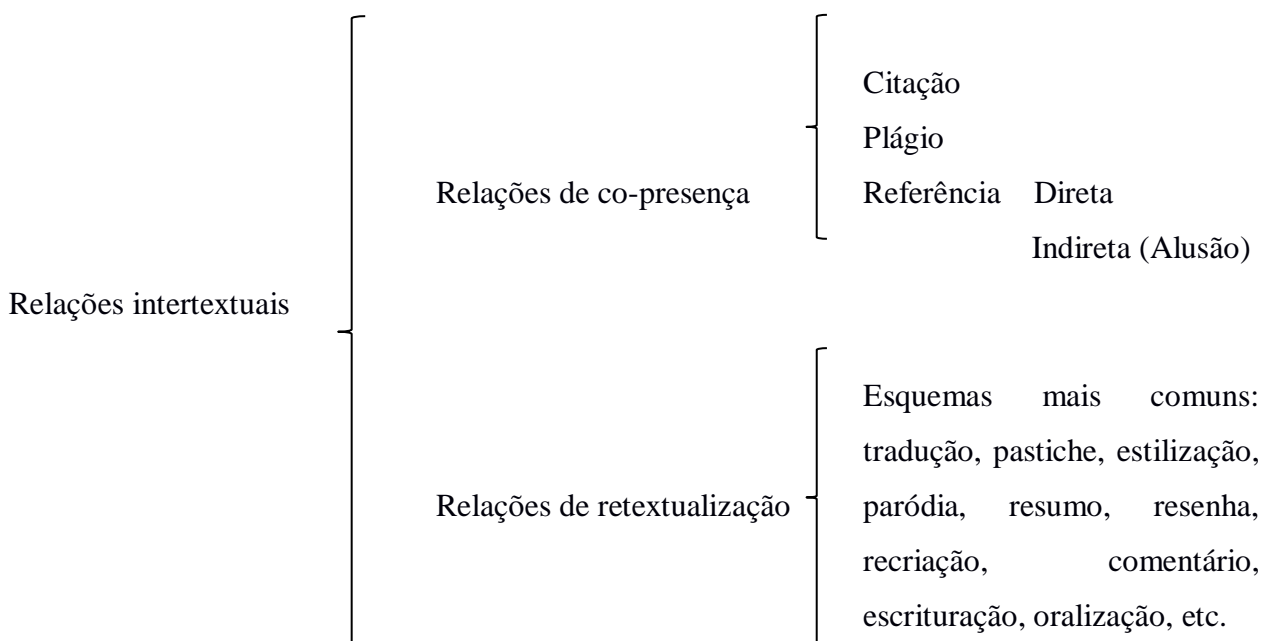 Citação
Plágio
Relações de co-presença
Referência Direta
Indireta (Alusão)
Relações intertextuais
Esquemas mais comuns:
tradução, pastiche, estilização,
Relações de retextualização
paródia, resumo, resenha,
recriação, comentário,
escrituração, oralização, etc.